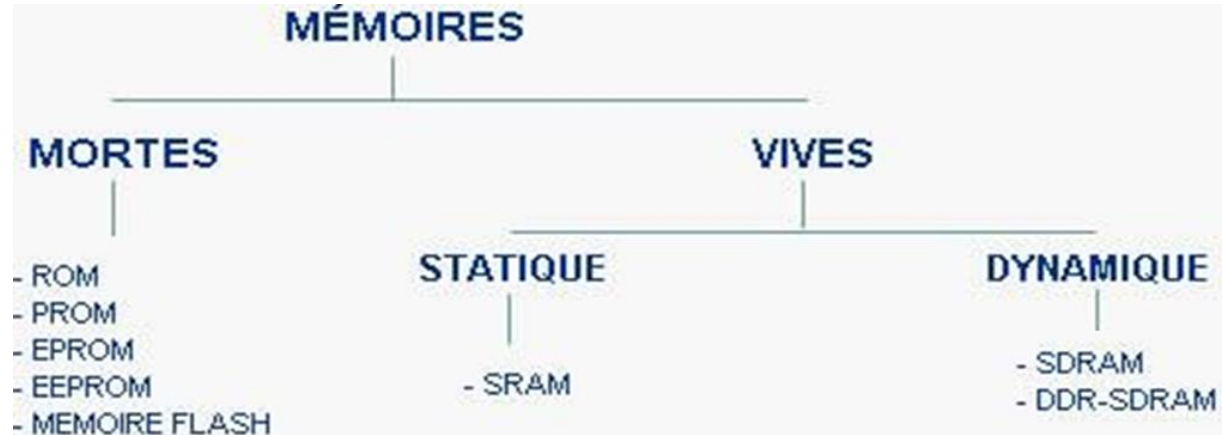 MÉMOIRES
MORTES
VIVES
- ROM
- PROM
- EPROM
- EEPROM
- MEMOIRE FLASH
STATIQUE
- SRAM
DYNAMIQUE
- SDRAM
- DDR-SDRAM